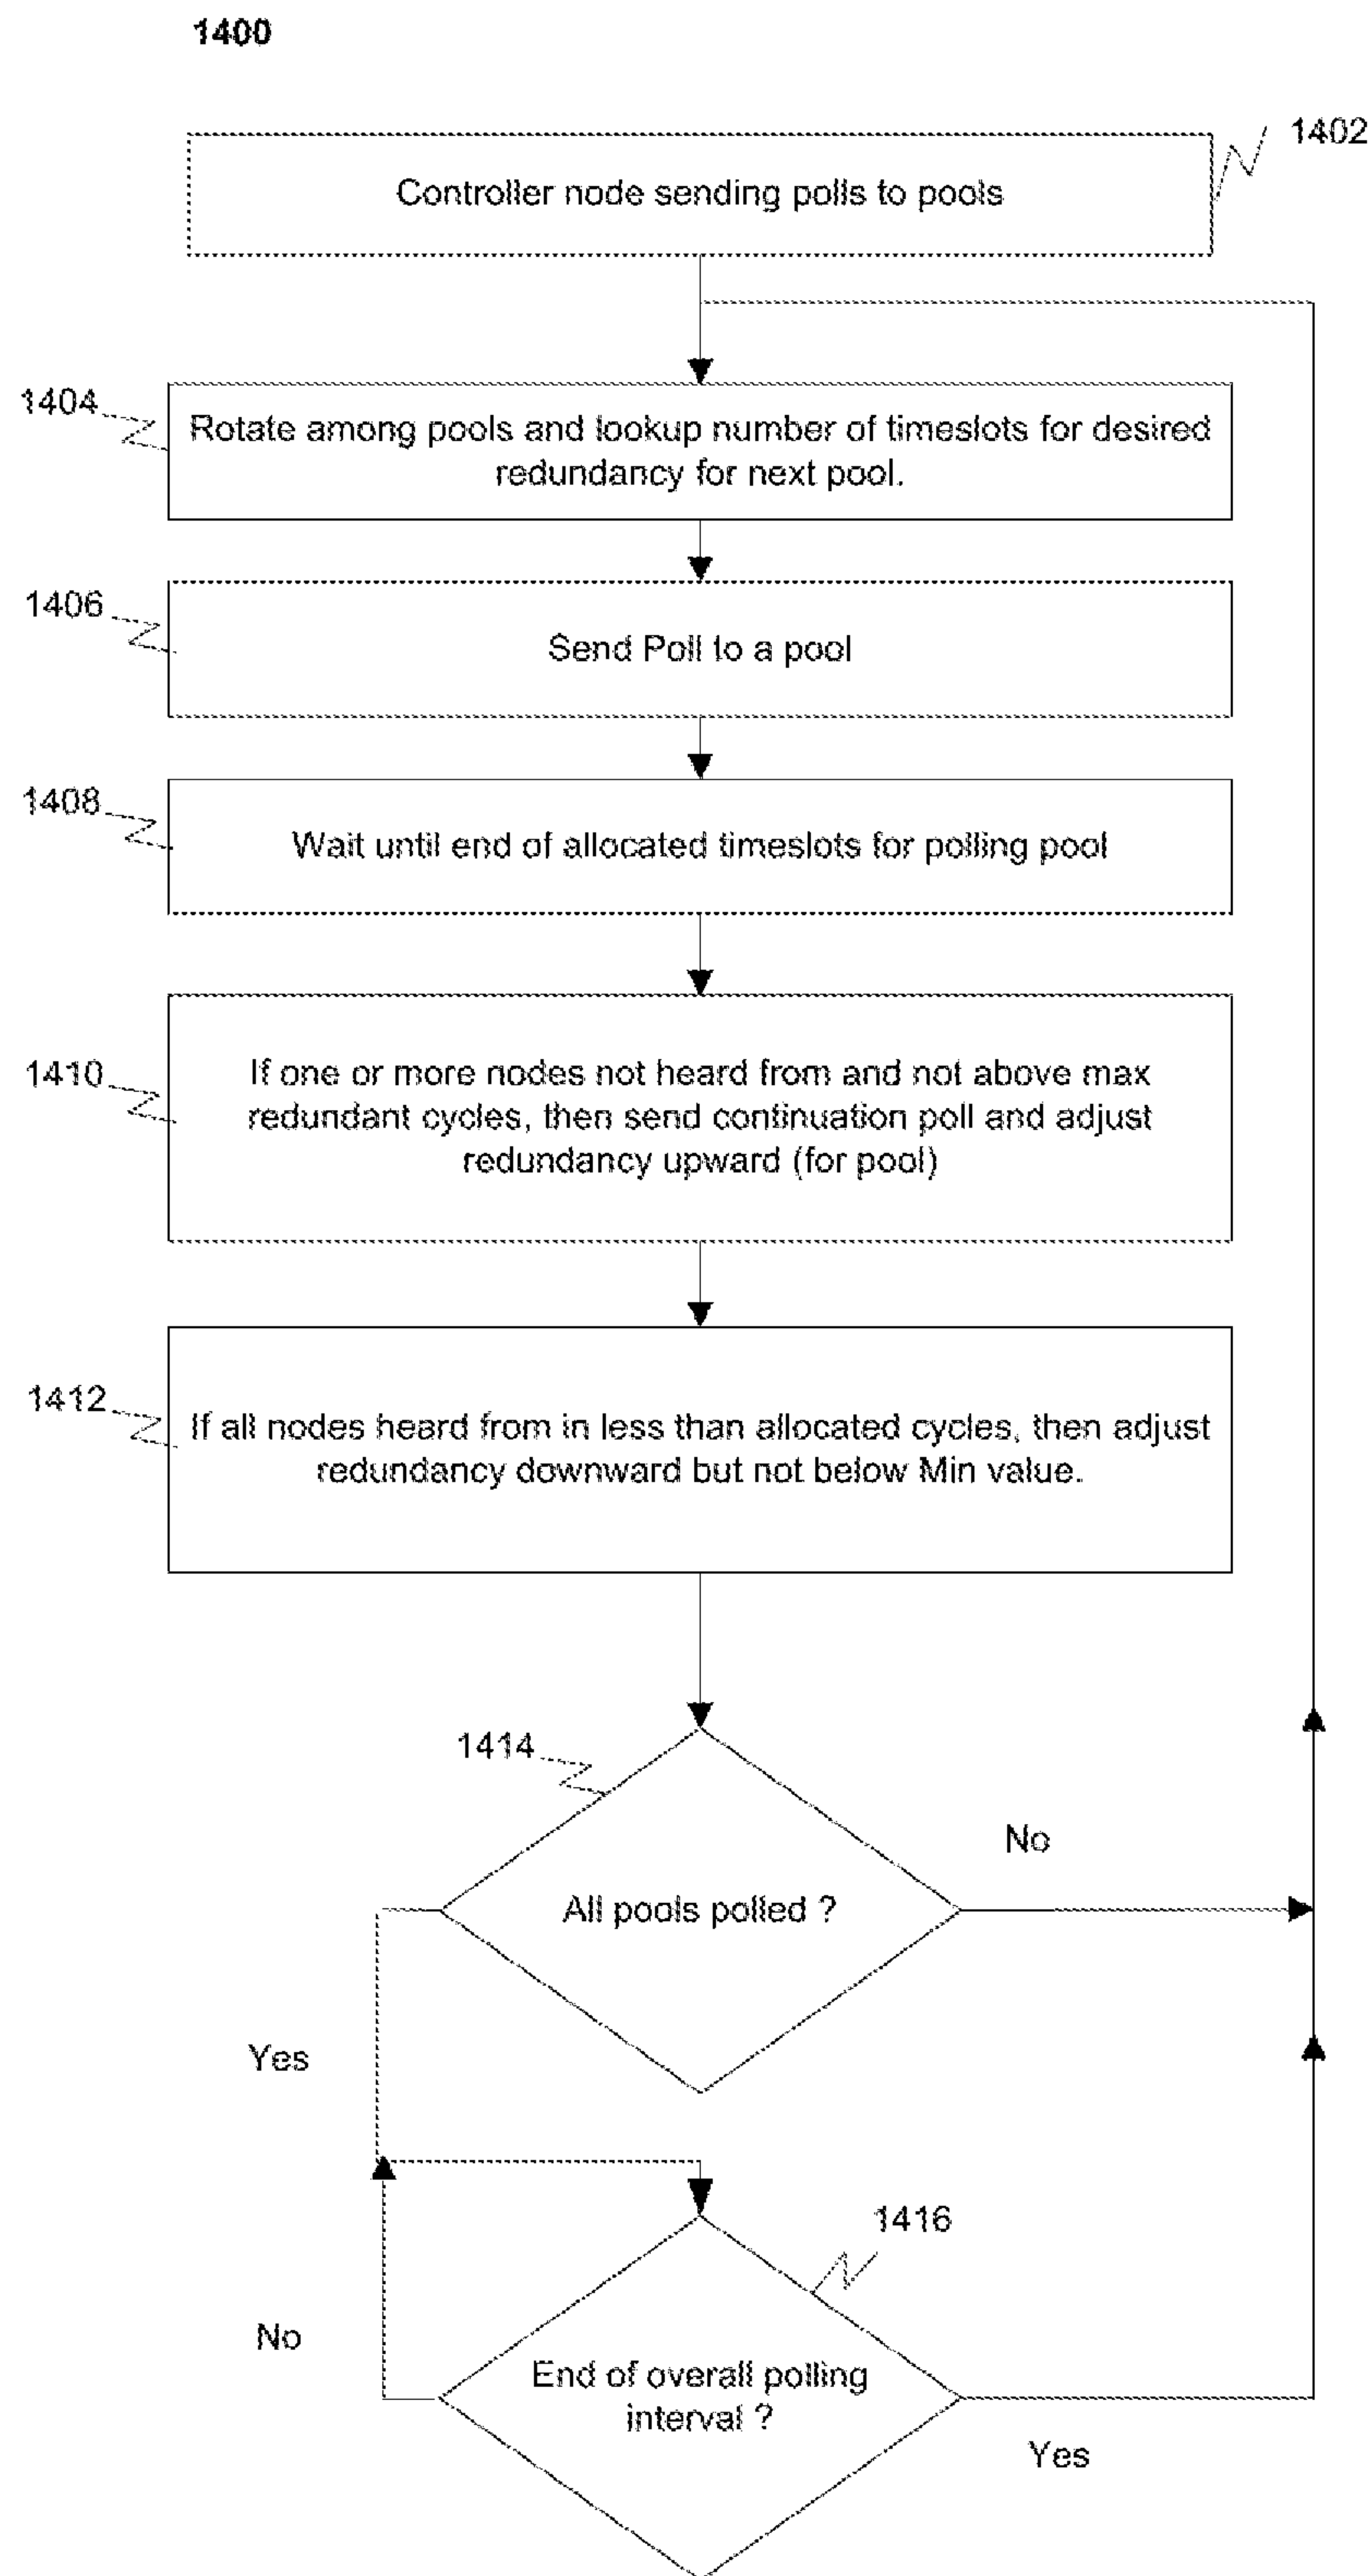 1400
1402
Controller node sending polls to pools
1404
Rotate among pools and lookup number of timeslots for desired
redundancy for next pool.
1406
Send Poll to a pool
1408
Wait until end of allocated timeslots for polling pool
1410
If one or more nodes not heard from and not above max
redundant cycles, then send continuation poll and adjust
redundancy upward (for pool)
1412
If all nodes heard from in less than allocated cycles, then adjust
redundancy downward but not below Min value.
1414
No
All pools polled ?
Yes
1416
No
End of overall polling
interval ?
Yes